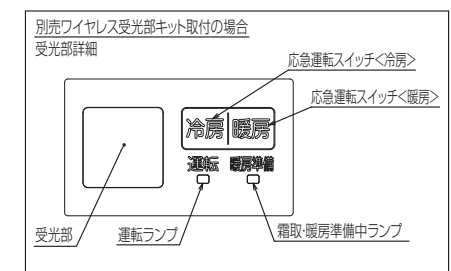 別売ワイヤレス受光部キット取付の場合
受光部詳細
応急運転スイッチ<冷房>
応急運転スイッチ<暖房>
冷房 暖房
運転 暖房準備
受光部
運転ランプ
霜取・暖房準備中ランプ